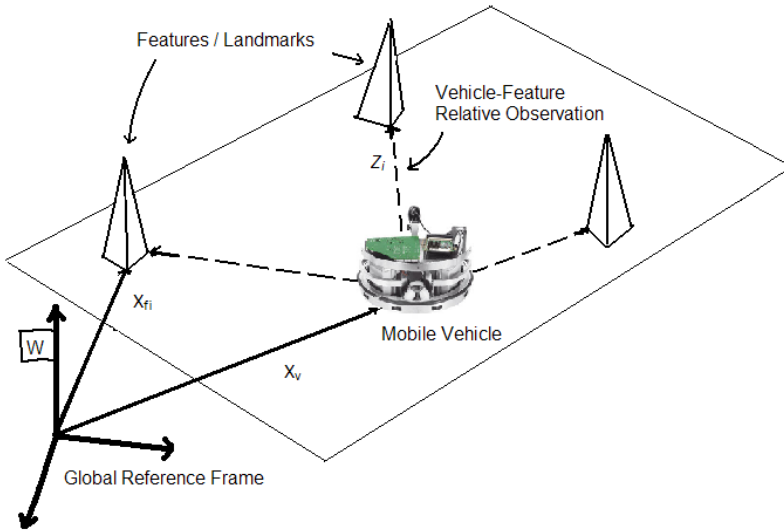 Features / Landmarks
Vehicle-Feature
Relative Observation
Zi
Xfi
Mobile Vehicle
W
Xv
Global Reference Frame